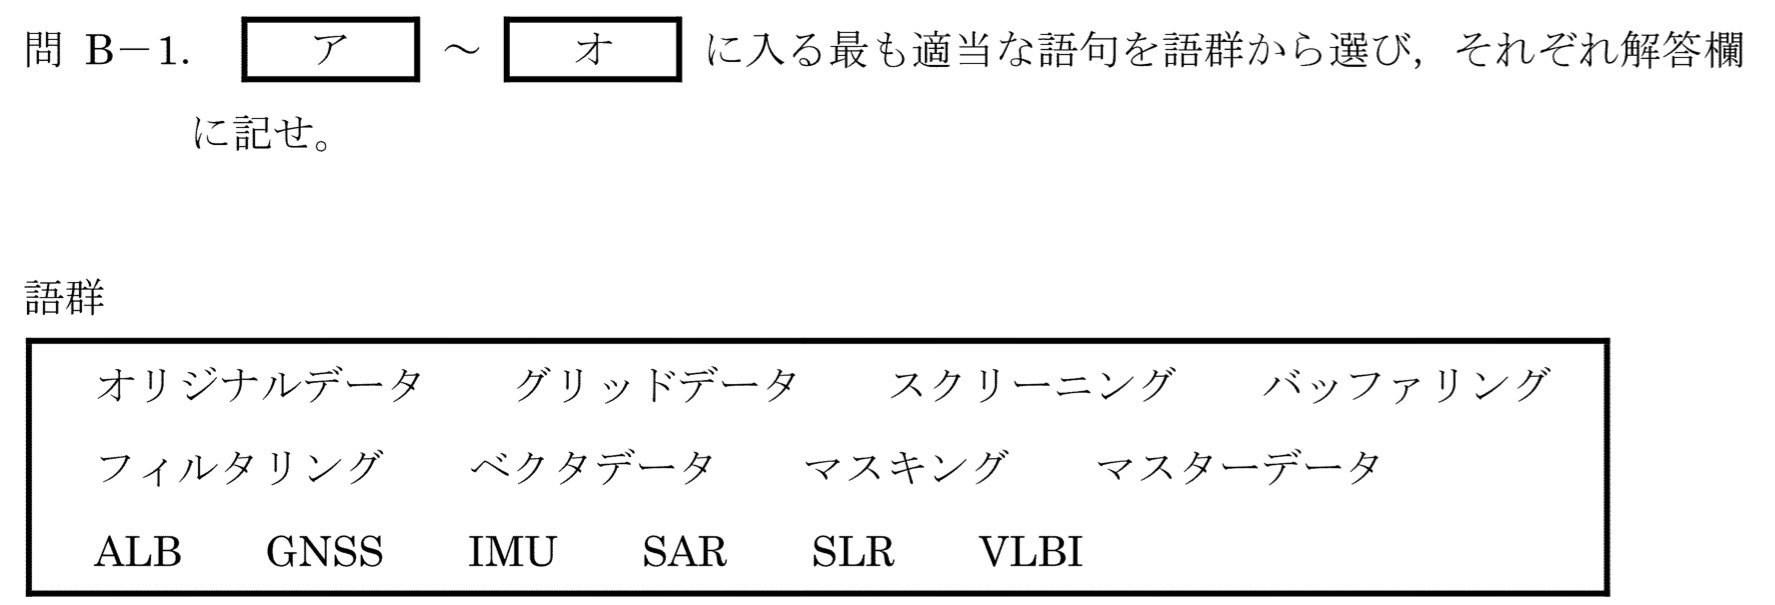 問 B－1. ア ～ オ に入る最も適当な語句を語群から選び，それぞれ解答欄
に記せ。
語群
オリジナルデータ グリッドデータ スクリーニング バッファリング
フィルタリング ベクタデータ マスキング マスターデータ
ALB GNSS IMU SAR SLR VLBI